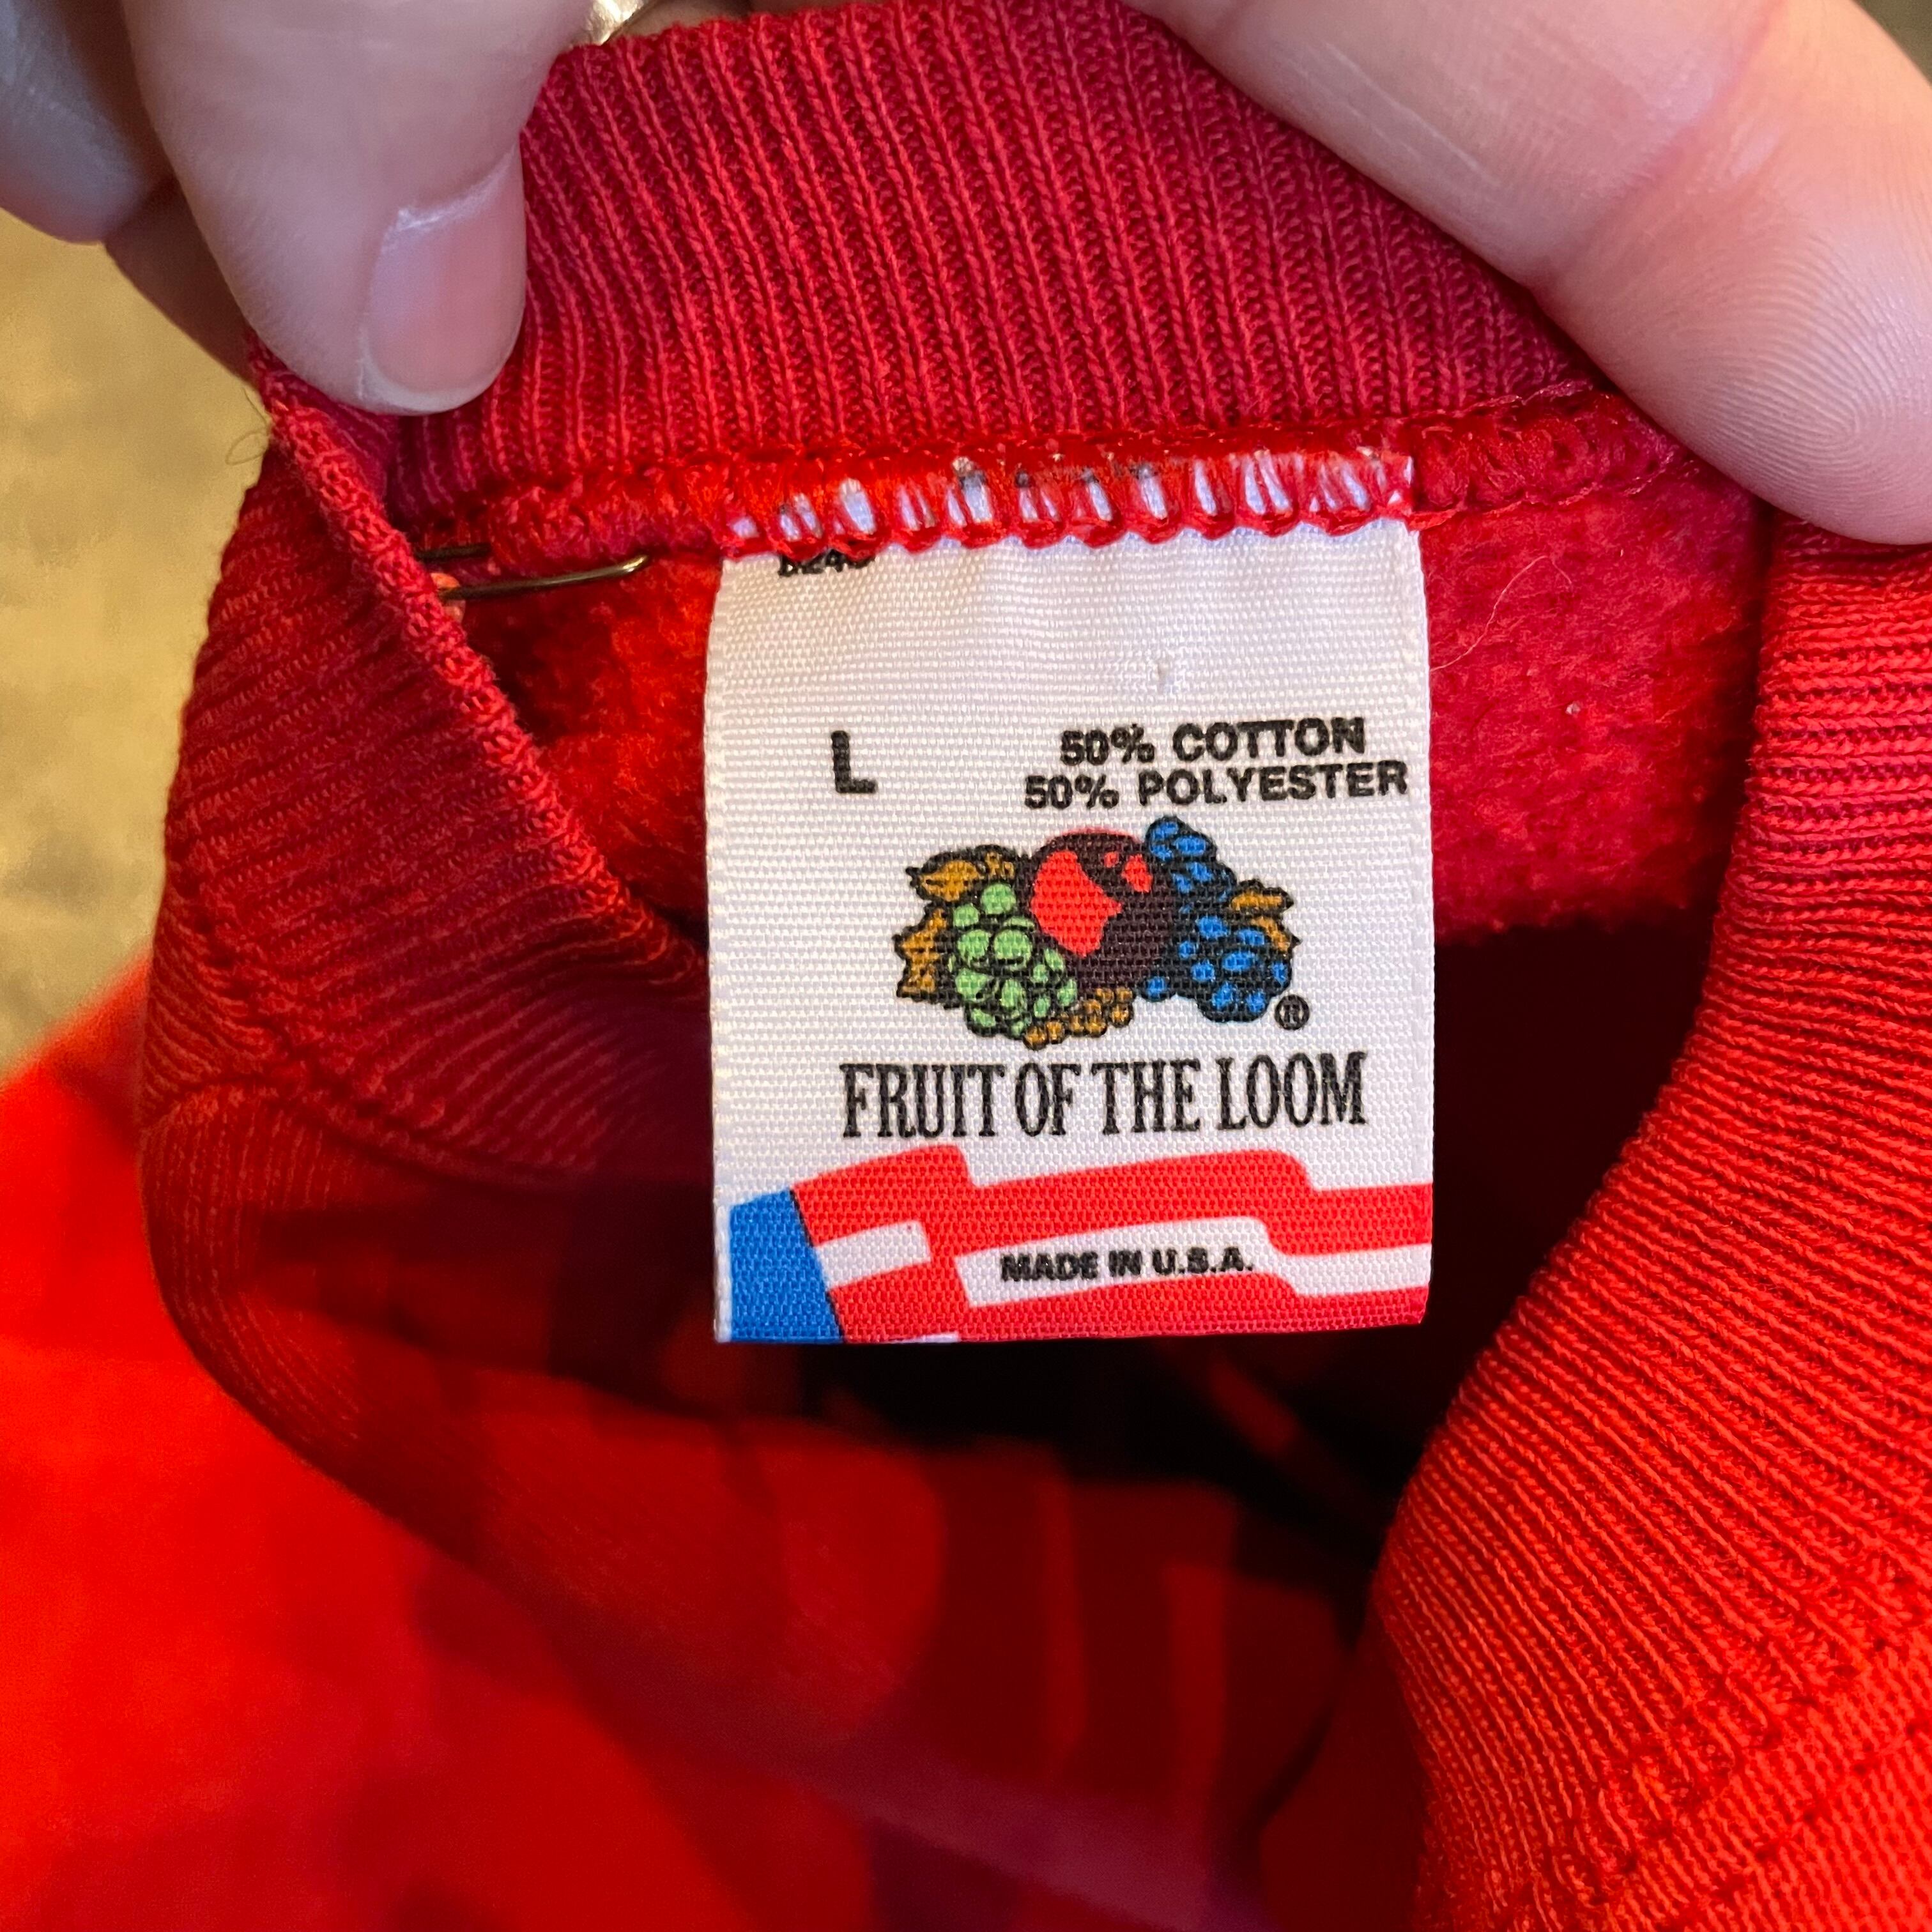 L
50% COTTON
50% POLYESTER
®
FRUIT OF THE LOOM
MADE IN U.S.A.